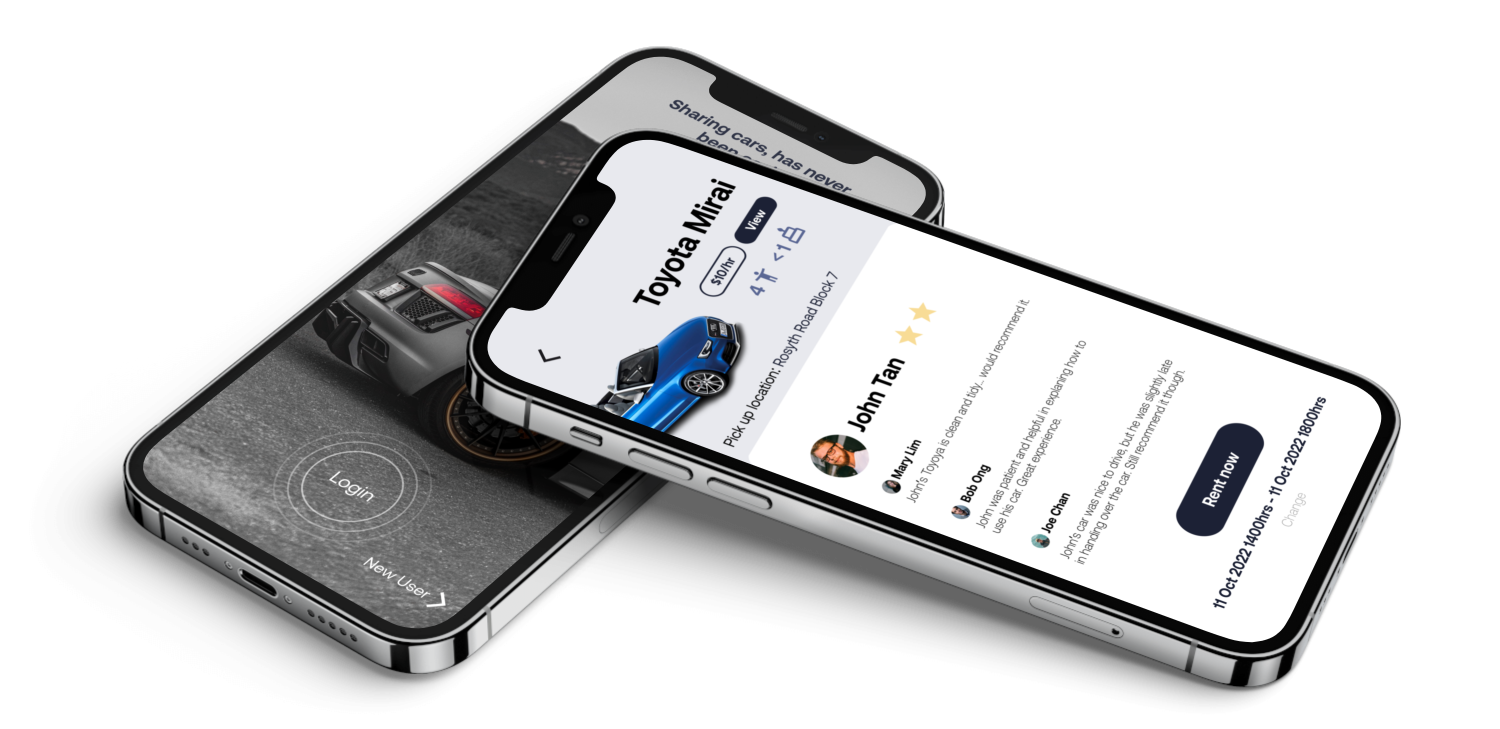 Sharing cars, has never
been
Login
New User
Toyota Mirai
$10/hr
View
4
<1
Pick up location: Rosyth Road Block 7
John Tan
Mary Lim
John's Toyoya is clean and tidy.. would recommend it.
Bob Ong
John was patient and helpful in explaning how to
use his car. Great experience.
Joe Chan
John's car was nice to drive, but he was slightly late
in handing over the car. Still recommend it though.
Rent now
11 Oct 2022 1400hrs - 11 Oct 2022 1800hrs
Change